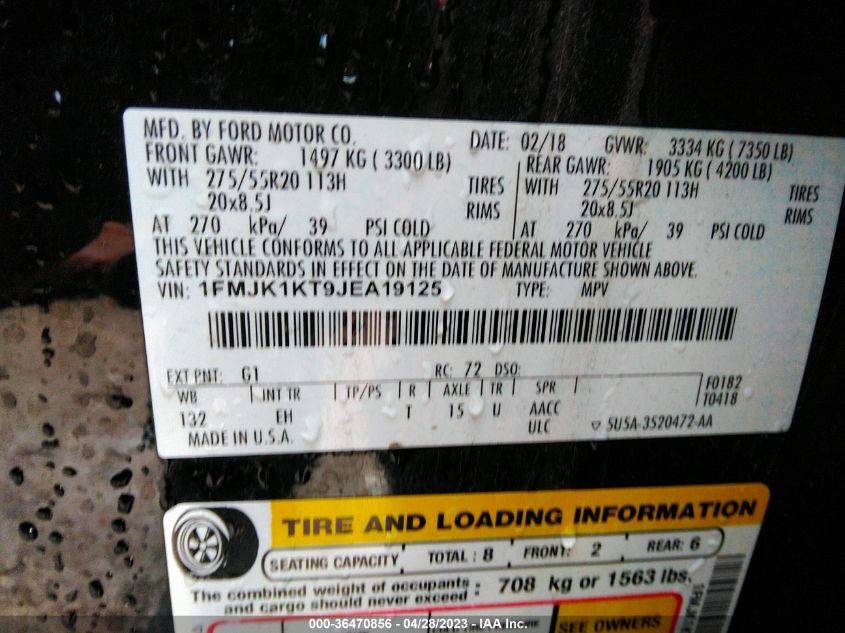 MFD. BY FORD MOTOR CO. DATE: 02/18 GVWR: 3334 KG ( 7350 LB)
FRONT GAWR: 1497 KG ( 3300 LB) REAR GAWR: 1905 KG ( 4200 LB)
WITH 275/55R20 113H TIRES WITH 275/55R20 113H TIRES
20x8.5J RIMS 20x8.5J RIMS
AT 270 kPa/ 39 PSI COLD AT 270 kPa/ 39 PSI COLD
THIS VEHICLE CONFORMS TO ALL APPLICABLE FEDERAL MOTOR VEHICLE
SAFETY STANDARDS IN EFFECT ON THE DATE OF MANUFACTURE SHOWN ABOVE.
VIN: 1FMJK1KT9JEA19125 TYPE: MPV
EXT PNT: G1 RC: 72 DSO:
WB INT TR TP/PS R AXLE TR SPR F0182
132 EH T 15 U AACC T0418
ULC
MADE IN U.S.A. 5U5A-3520472-AA
TIRE AND LOADING INFORMATION
SEATING CAPACITY TOTAL : 8 FRONT: 2 REAR: 6
The combined weight of occupants : 708 kg or 1563 lbs.
and cargo should never exceed
SEE OWNERS
000-36470856 - 04/28/2023 - IAA Inc.